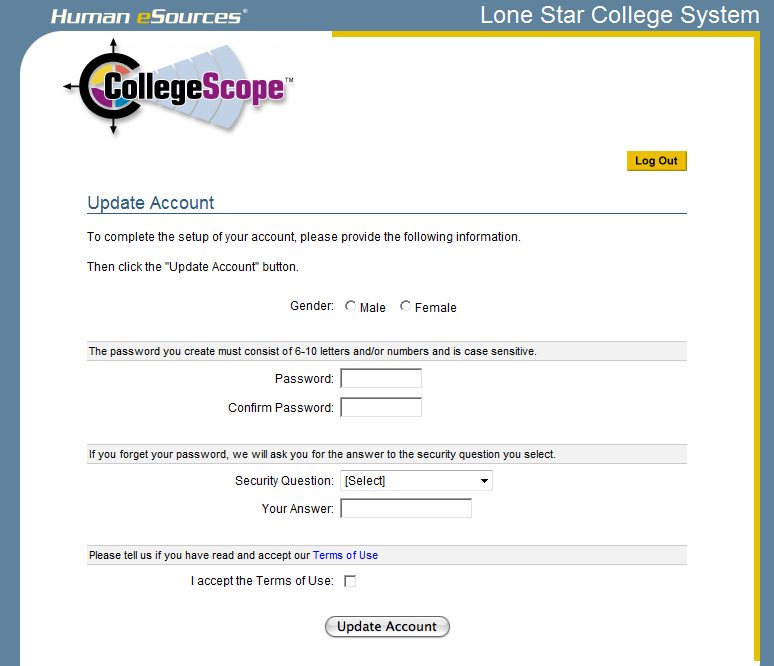 Human eSources®
Lone Star College System
CollegeScope™
Log Out
Update Account
To complete the setup of your account, please provide the following information.
Then click the "Update Account" button.
Gender: Male Female
The password you create must consist of 6-10 letters and/or numbers and is case sensitive.
Password:
Confirm Password:
If you forget your password, we will ask you for the answer to the security question you select.
Security Question: [Select]
Your Answer:
Please tell us if you have read and accept our Terms of Use
I accept the Terms of Use:
Update Account